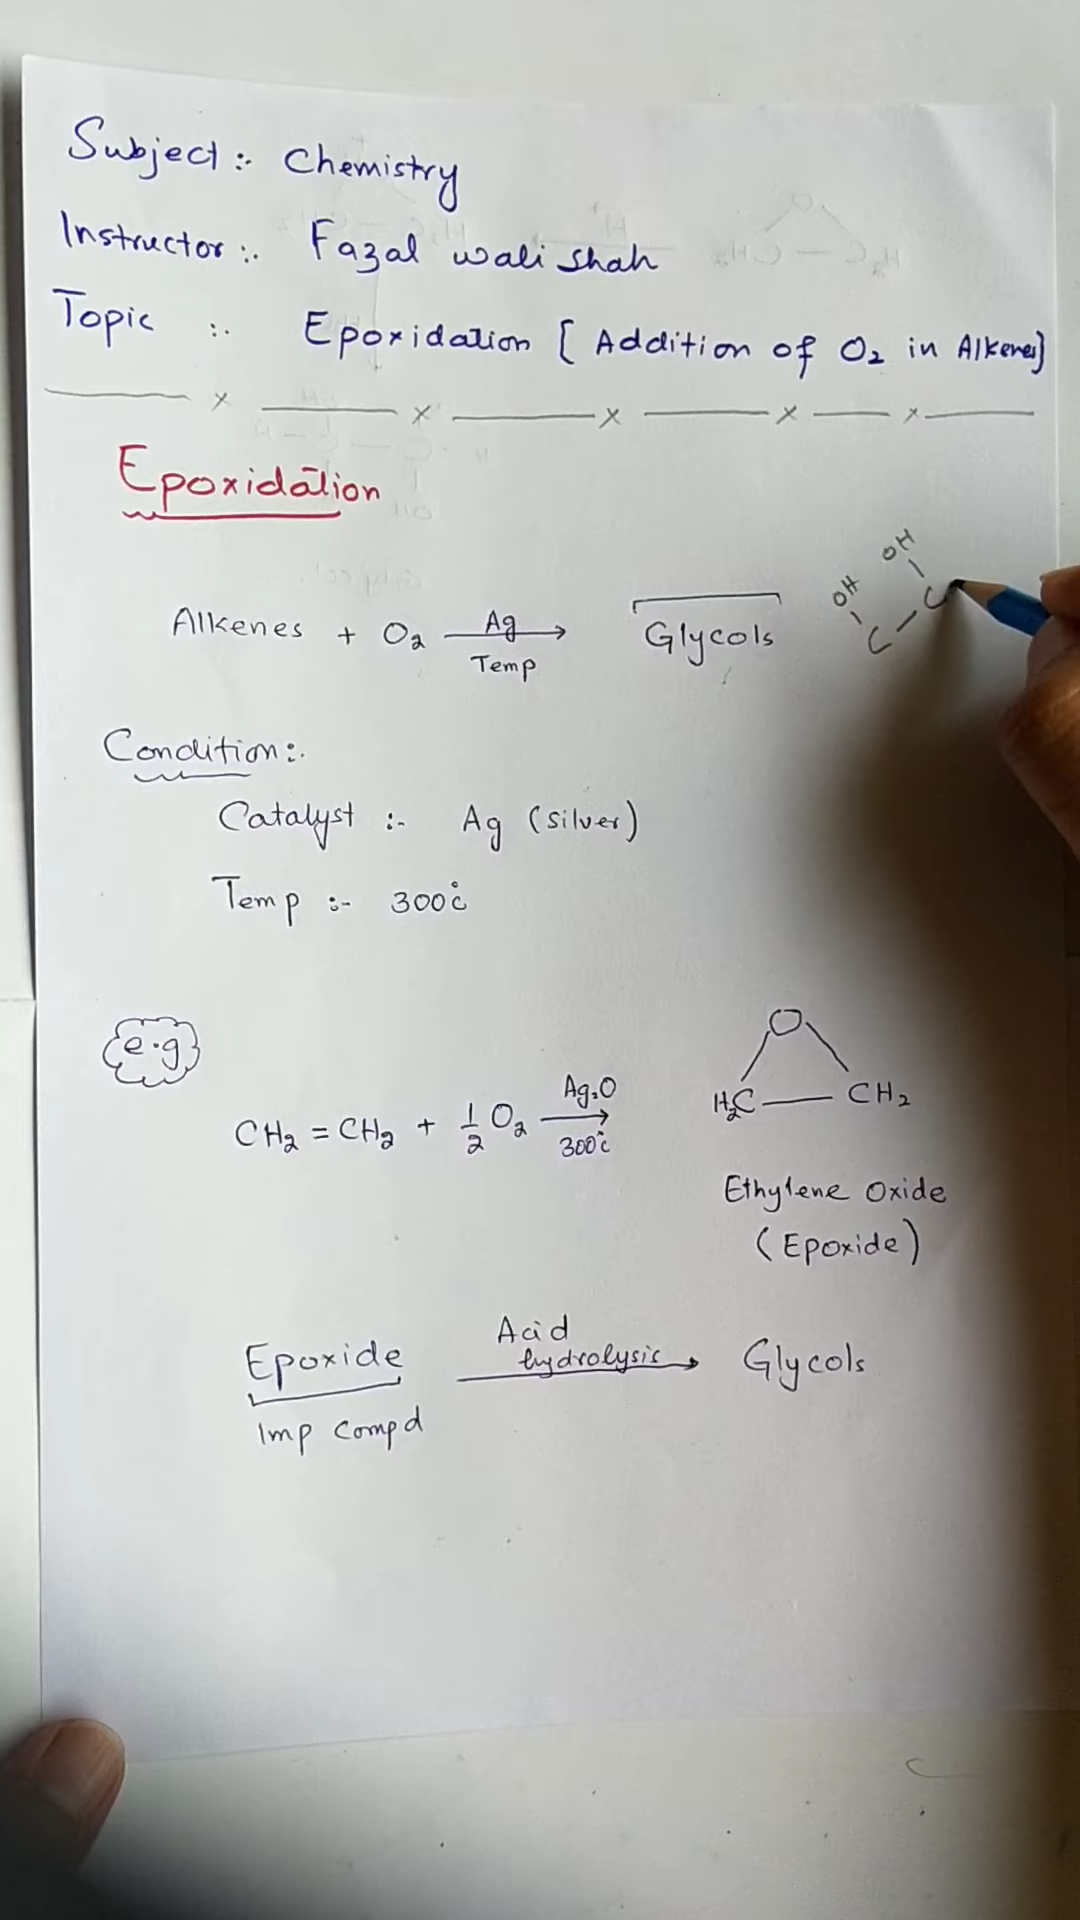 Subject:- Chemistry
Instructor:- Fazal wali shah
Topic :- Epoxidation [Addition of O2 in Alkenes]
x x x x x
Epoxidation
OH OH
C - C
Alkenes + O2 Ag Temp → Glycols
Condition:-
Catalyst :- Ag (silver)
Temp :- 300°C
e.g
CH2 = CH2 + 1/2 O2 Ag2O 300°C →
O
H2C — CH2
Ethylene Oxide
(Epoxide)
Epoxide Acid hydrolysis → Glycols
Imp compd